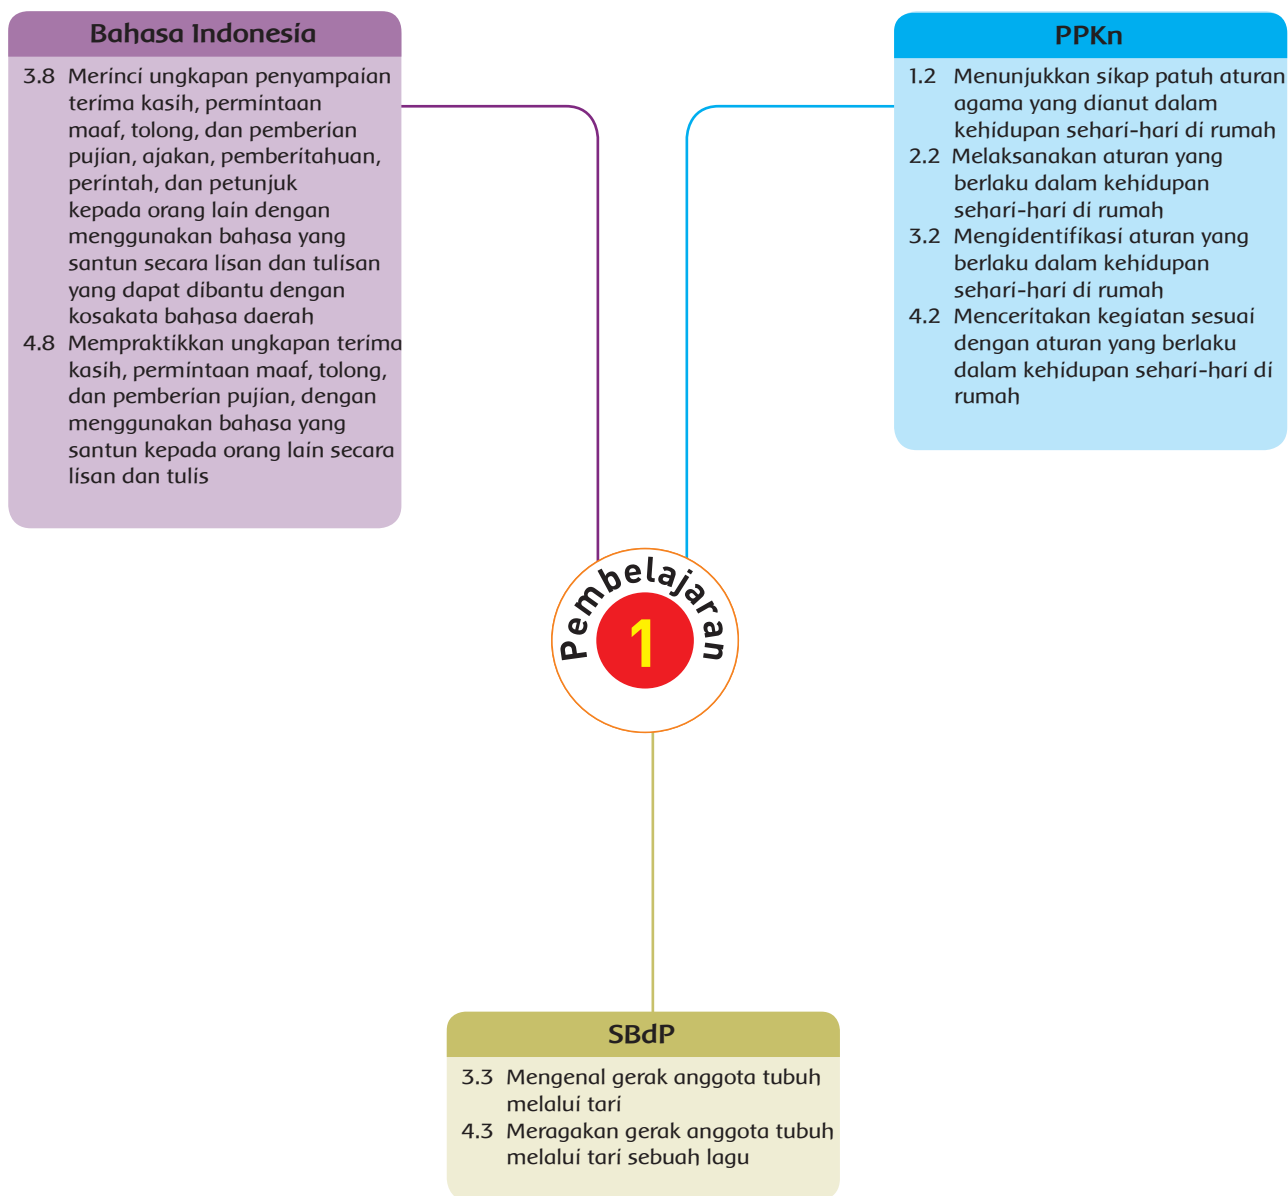 Bahasa Indonesia
3.8 Merinci ungkapan penyampaian
terima kasih, permintaan
maaf, tolong, dan pemberian
pujian, ajakan, pemberitahuan,
perintah, dan petunjuk
kepada orang lain dengan
menggunakan bahasa yang
santun secara lisan dan tulisan
yang dapat dibantu dengan
kosakata bahasa daerah
4.8 Mempraktikkan ungkapan terima
kasih, permintaan maaf, tolong,
dan pemberian pujian, dengan
menggunakan bahasa yang
santun kepada orang lain secara
lisan dan tulis
PPKn
1.2 Menunjukkan sikap patuh aturan
agama yang dianut dalam
kehidupan sehari-hari di rumah
2.2 Melaksanakan aturan yang
berlaku dalam kehidupan
sehari-hari di rumah
3.2 Mengidentifikasi aturan yang
berlaku dalam kehidupan
sehari-hari di rumah
4.2 Menceritakan kegiatan sesuai
dengan aturan yang berlaku
dalam kehidupan sehari-hari di
rumah
Pembelajaran
1
SBdP
3.3 Mengenal gerak anggota tubuh
melalui tari
4.3 Meragakan gerak anggota tubuh
melalui tari sebuah lagu